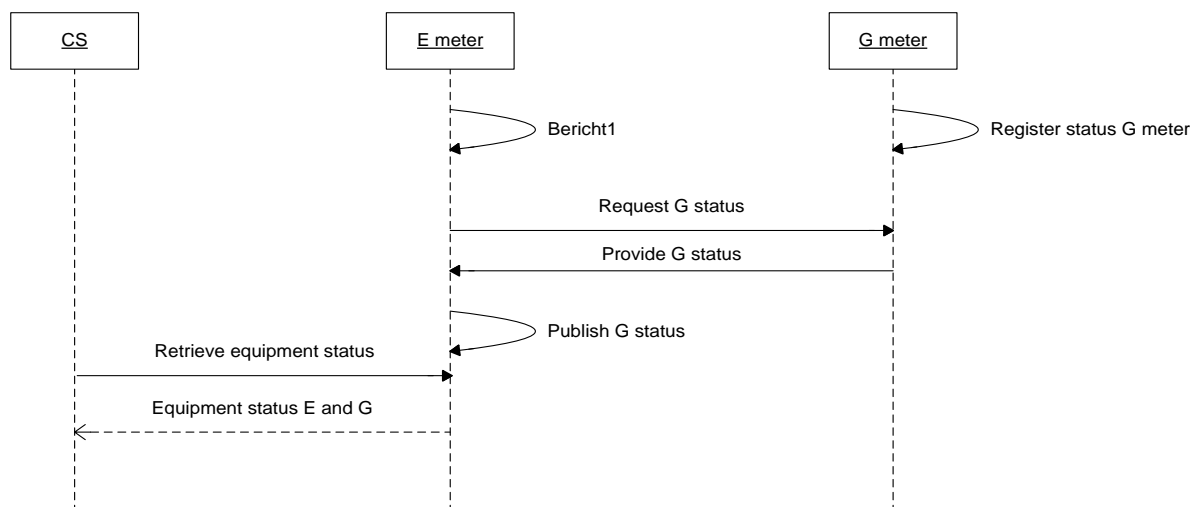 CS
E meter
G meter
Bericht1
Register status G meter
Request G status
Provide G status
Publish G status
Retrieve equipment status
Equipment status E and G